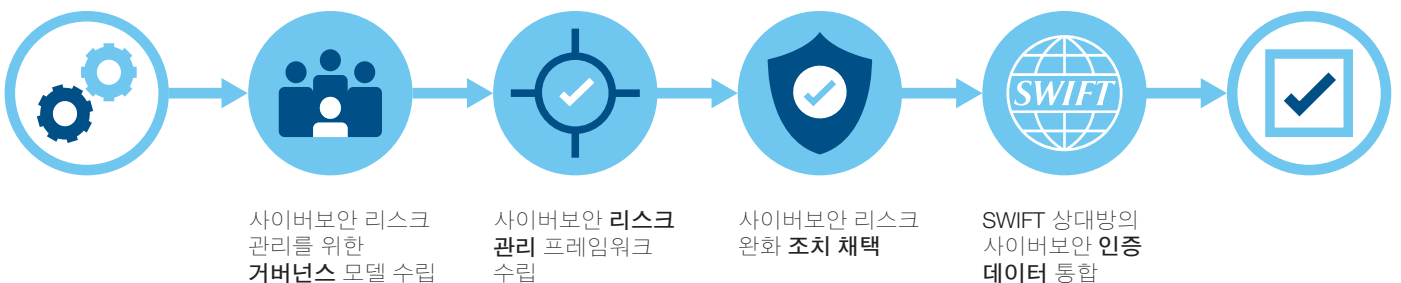 SWIFT
사이버보안 리스크
관리를 위한
거버넌스 모델 수립
사이버보안 리스크
관리 프레임워크
수립
사이버보안 리스크
완화 조치 채택
SWIFT 상대방의
사이버보안 인증
데이터 통합